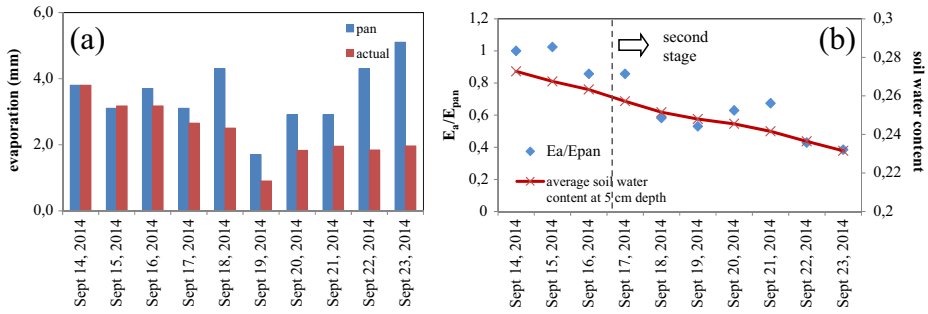 (a)
pan
actual
evaporation (mm)
6,0
4,0
2,0
0,0
Sept 14, 2014
Sept 15, 2014
Sept 16, 2014
Sept 17, 2014
Sept 18, 2014
Sept 19, 2014
Sept 20, 2014
Sept 21, 2014
Sept 22, 2014
Sept 23, 2014
(b)
second
stage
Ea/Epan
1,2
1
0,8
0,6
0,4
0,2
0
Ea/Epan
average soil water
content at 5 cm depth
soil water content
0,3
0,28
0,26
0,24
0,22
0,2
Sept 14, 2014
Sept 15, 2014
Sept 16, 2014
Sept 17, 2014
Sept 18, 2014
Sept 19, 2014
Sept 20, 2014
Sept 21, 2014
Sept 22, 2014
Sept 23, 2014